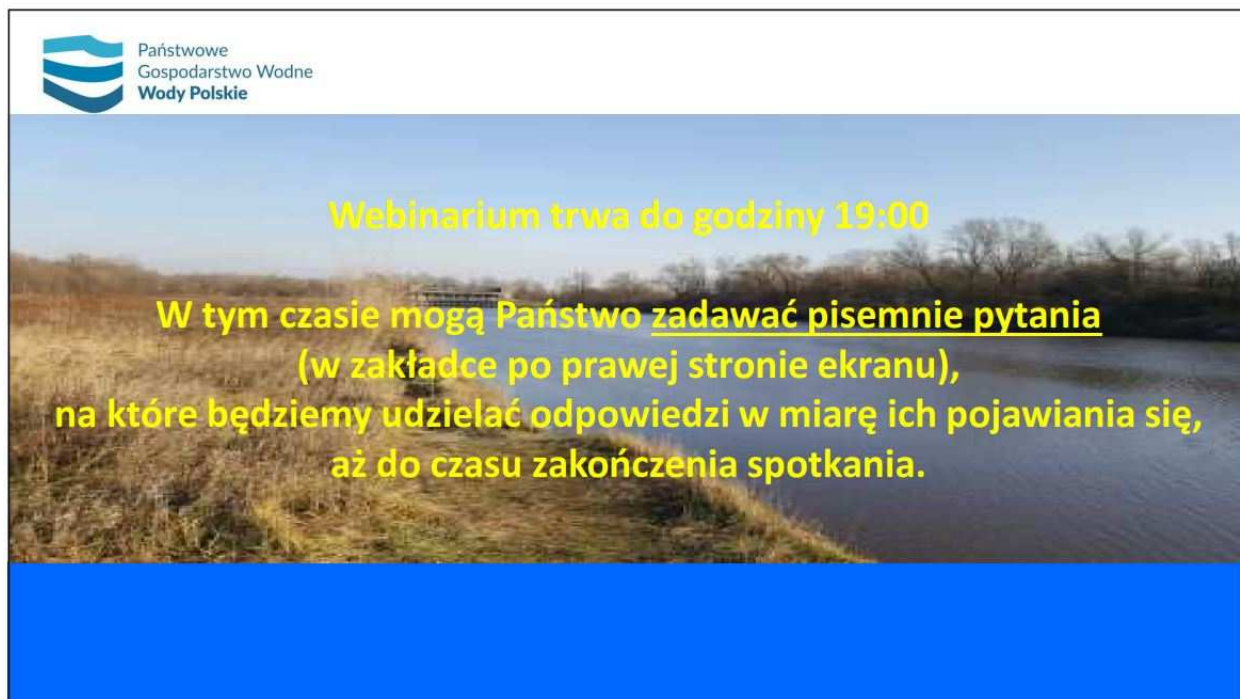 Państwowe
Gospodarstwo Wodne
Wody Polskie
Webinarium trwa do godziny 19:00
W tym czasie mogą Państwo zadawać pisemnie pytania
(w zakładce po prawej stronie ekranu),
na które będziemy udzielać odpowiedzi w miarę ich pojawiania się,
aż do czasu zakończenia spotkania.